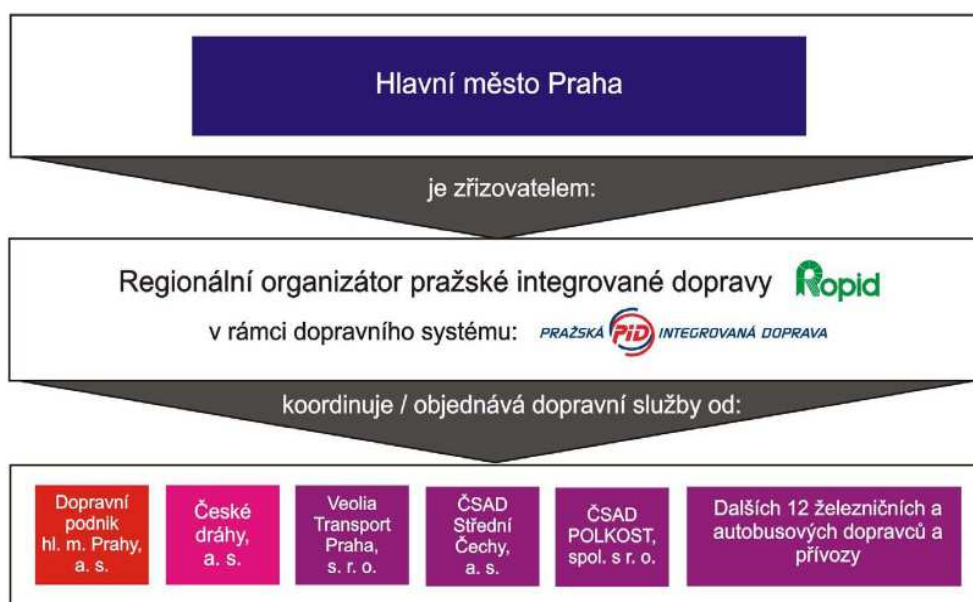 Hlavní město Praha
je zřizovatelem:
Regionální organizátor pražské integrované dopravy Ropid
v rámci dopravního systému: PRAŽSKÁ PID INTEGROVANÁ DOPRAVA
koordinuje / objednává dopravní služby od:
Dopravní
podnik
hl. m. Prahy,
a. s.
České
dráhy,
a. s.
Veolia
Transport
Praha,
s. r. o.
ČSAD
Střední
Čechy,
a. s.
ČSAD
POLKOST,
spol. s r. o.
Dalších 12 železničních a
autobusových dopravců a
přívozy